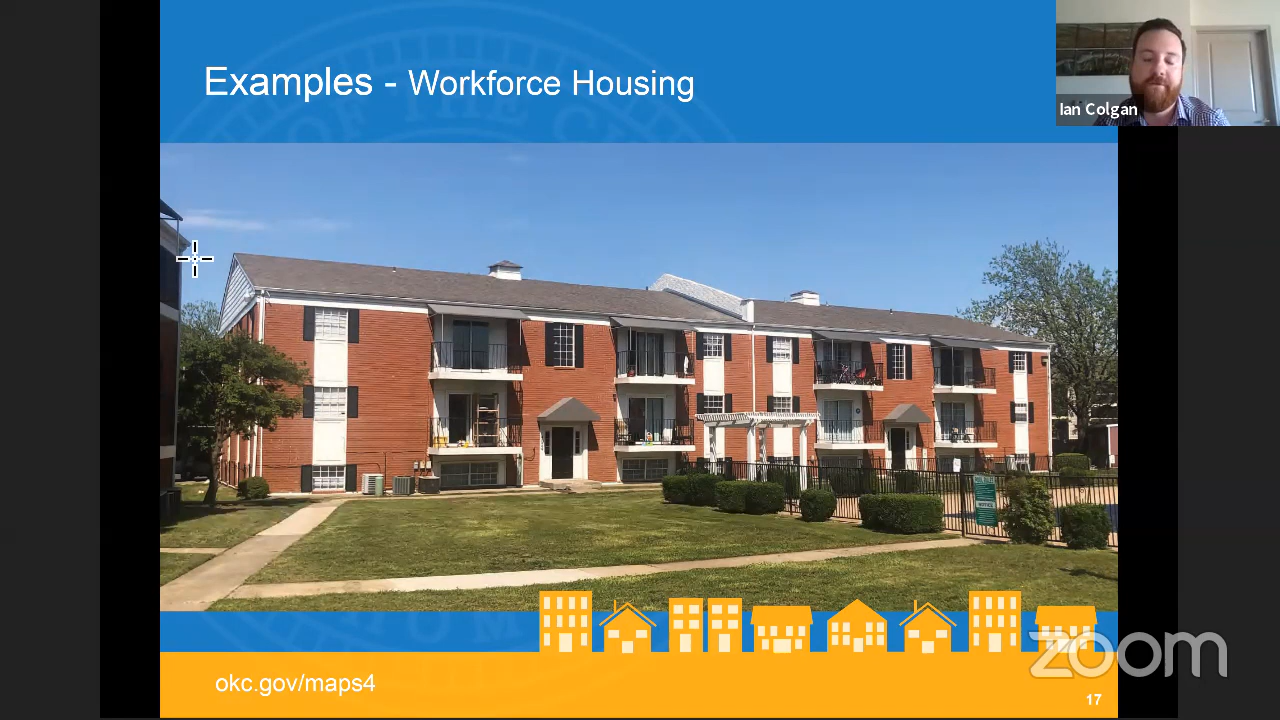 Examples - Workforce Housing
Ian Colgan
okc.gov/maps4
zoom
17